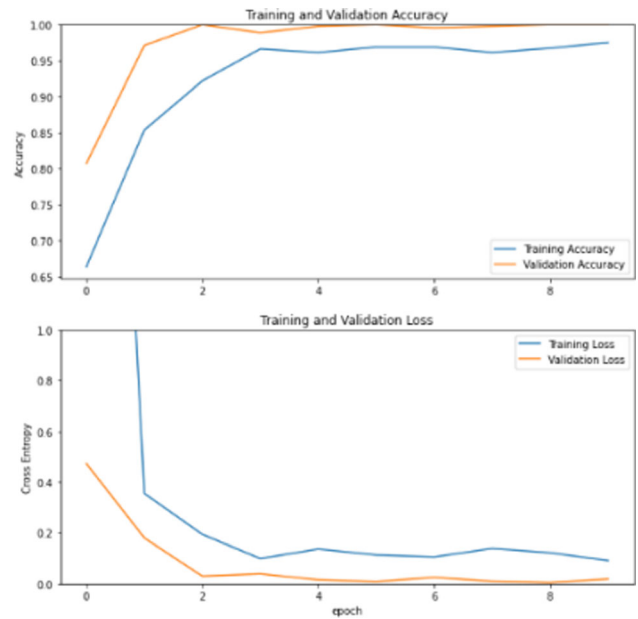 Training and Validation Accuracy
1.00
0.95
0.90
0.85
0.80
0.75
0.70
0.65
Accuracy
Training Accuracy
Validation Accuracy
0 2 4 6 8
Training and Validation Loss
1.0
0.8
0.6
0.4
0.2
0.0
Cross Entropy
Training Loss
Validation Loss
0 2 4 6 8
epoch